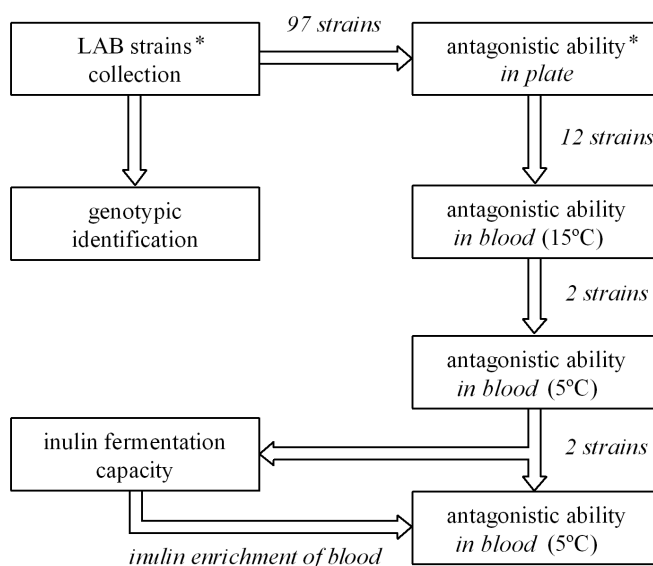 97 strains
LAB strains*
collection
antagonistic ability*
in plate
12 strains
genotypic
identification
antagonistic ability
in blood (15ºC)
2 strains
antagonistic ability
in blood (5ºC)
inulin fermentation
capacity
2 strains
antagonistic ability
in blood (5ºC)
inulin enrichment of blood